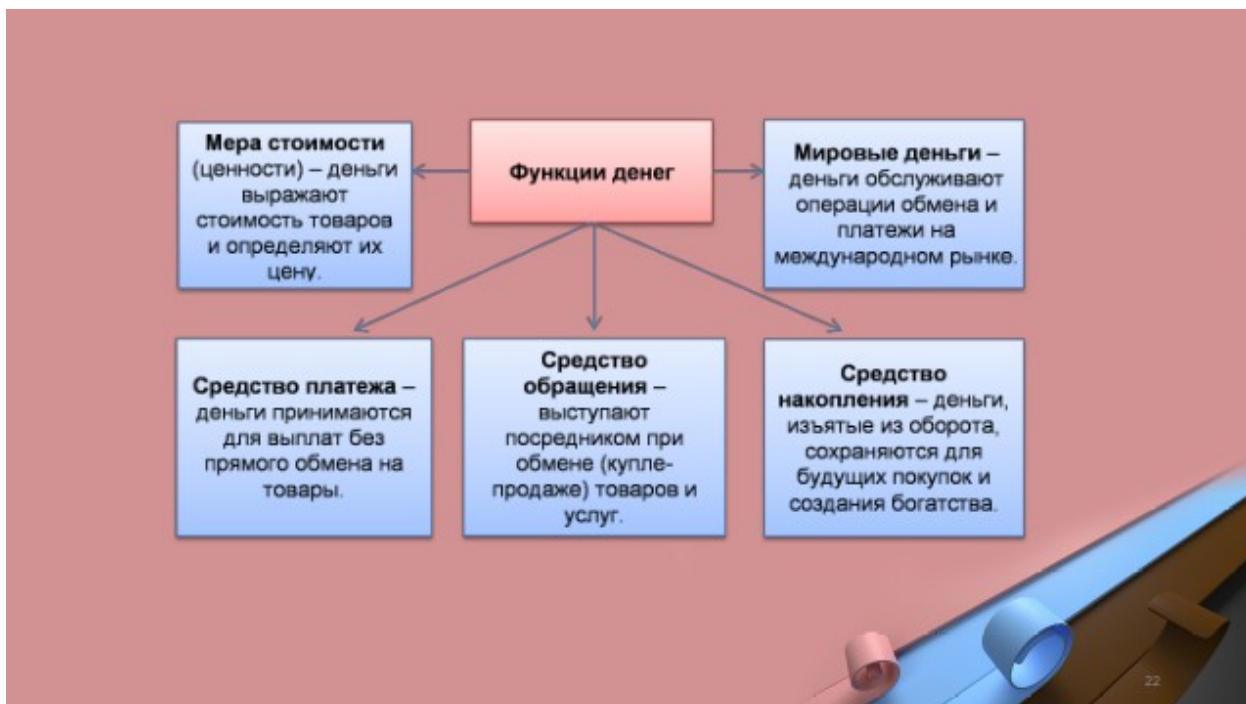 Мера стоимости
(ценности) – деньги
выражают
стоимость товаров
и определяют их
цену.
Функции денег
Мировые деньги –
деньги обслуживают
операции обмена и
платежи на
международном рынке.
Средство платежа –
деньги принимаются
для выплат без
прямого обмена на
товары.
Средство
обращения –
выступают
посредником при
обмене (купле-
продаже) товаров и
услуг.
Средство
накопления – деньги,
изъятые из оборота,
сохраняются для
будущих покупок и
создания богатства.
22